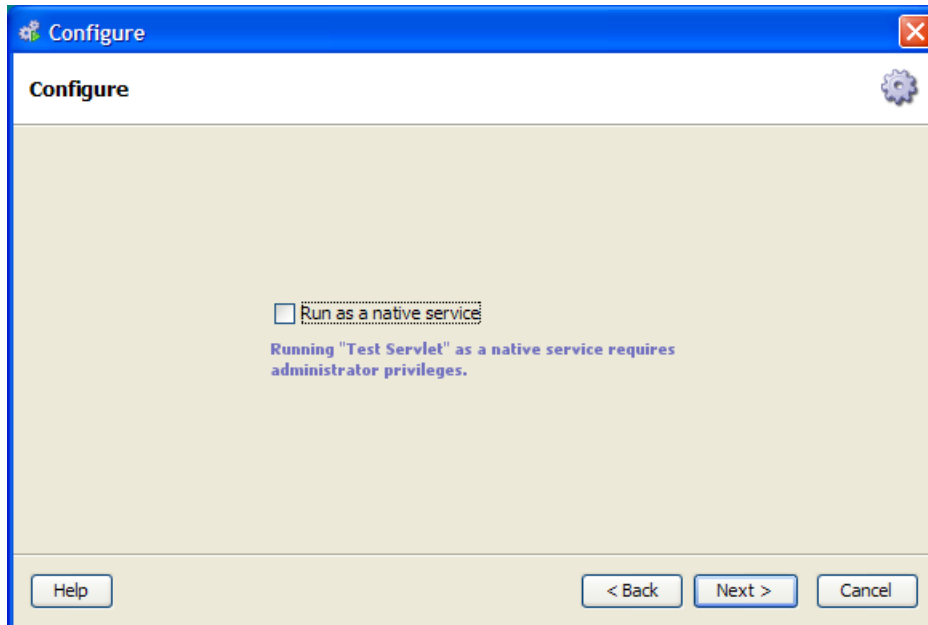 Configure
Configure
Run as a native service
Running "Test Servlet" as a native service requires
administrator privileges.
Help
< Back
Next >
Cancel